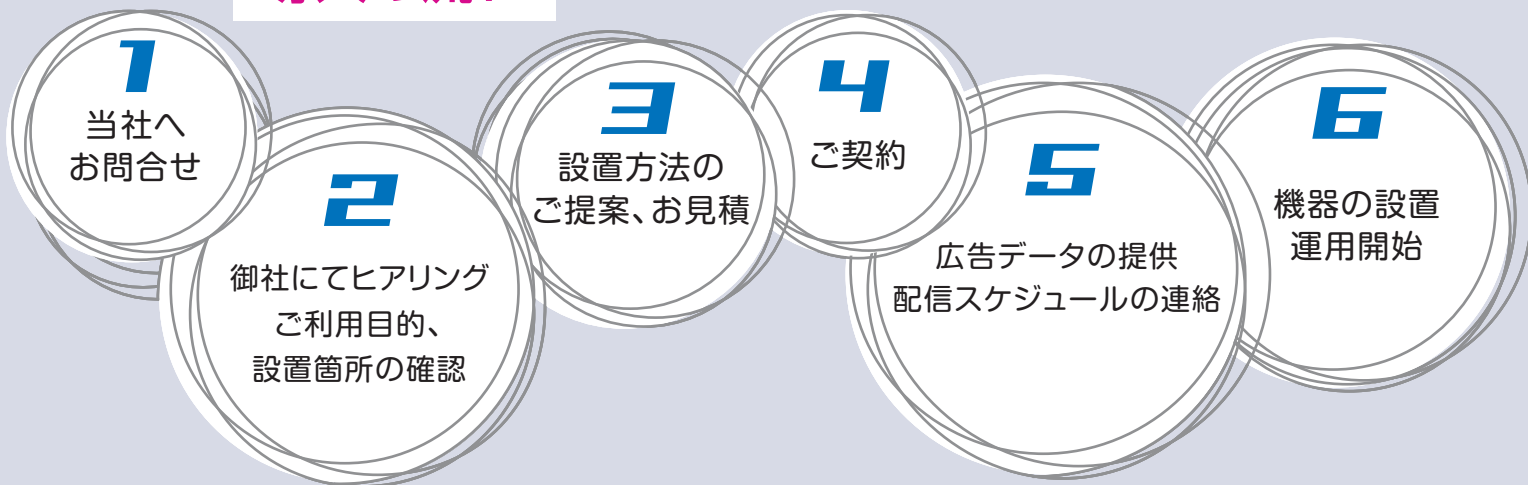 1
当社へ
お問合せ
2
御社にてヒアリング
ご利用目的、
設置箇所の確認
3
設置方法の
ご提案、お見積
4
ご契約
5
広告データの提供
配信スケジュールの連絡
6
機器の設置
運用開始